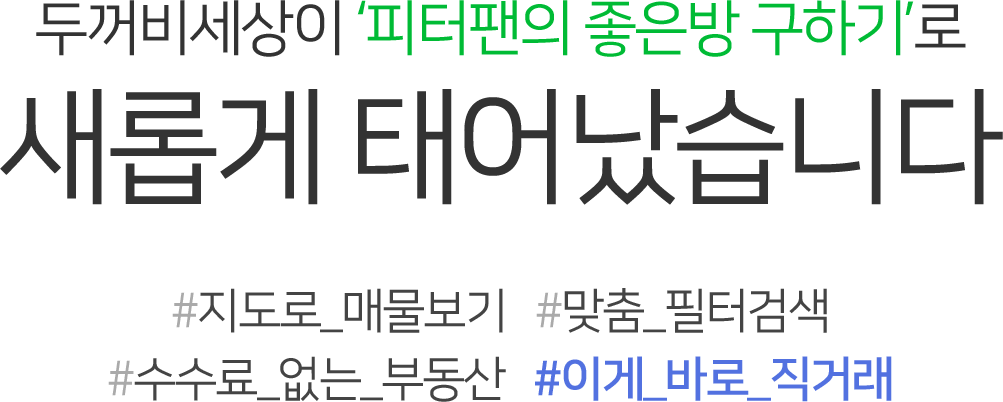 두꺼비세상이 ‘피터팬의 좋은방 구하기’로
새롭게 태어났습니다
#지도로_매물보기 #맞춤_필터검색
#수수료_없는_부동산 #이게_바로_직거래